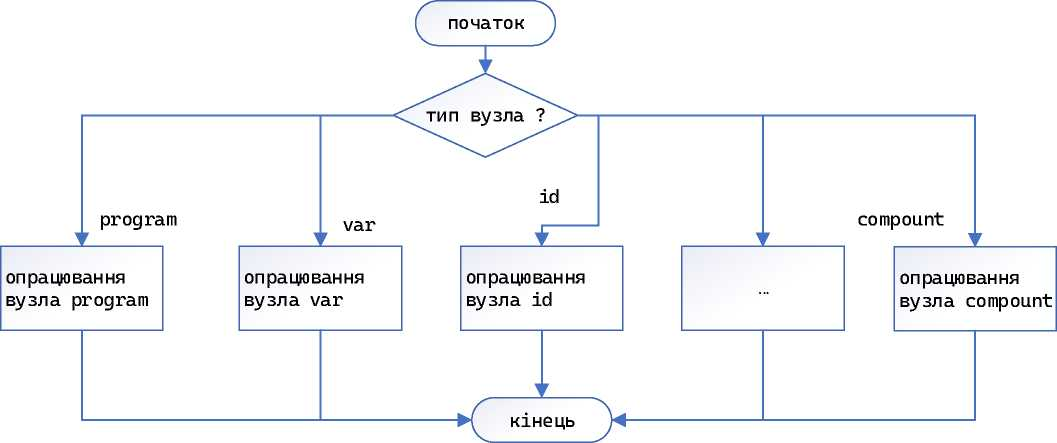 початок
тип вузла ?
program
var
id
compount
опрацювання
вузла program
опрацювання
вузла var
опрацювання
вузла id
…
опрацювання
вузла compount
кінець